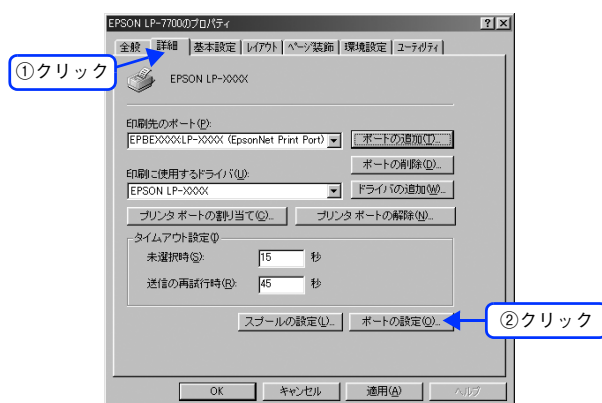 EPSON LP-7700のプロパティ
全般 詳細 基本設定 レイアウト ページ装飾 環境設定 ユーティリティ
①クリック
EPSON LP-XXXX
印刷先のポート(P):
EPBEXXXX:LP-XXXX (EpsonNet Print Port) ポートの追加(T)...
ポートの削除(D)...
印刷に使用するドライバ(U):
EPSON LP-XXXX ドライバの追加(W)...
プリンタ ポートの割り当て(C)... プリンタ ポートの解除(N)...
タイムアウト設定
未選択時(S): 15 秒
送信の再試行時(R): 45 秒
スプールの設定(L)... ポートの設定(O)...
②クリック
OK キャンセル 適用(A) ヘルプ